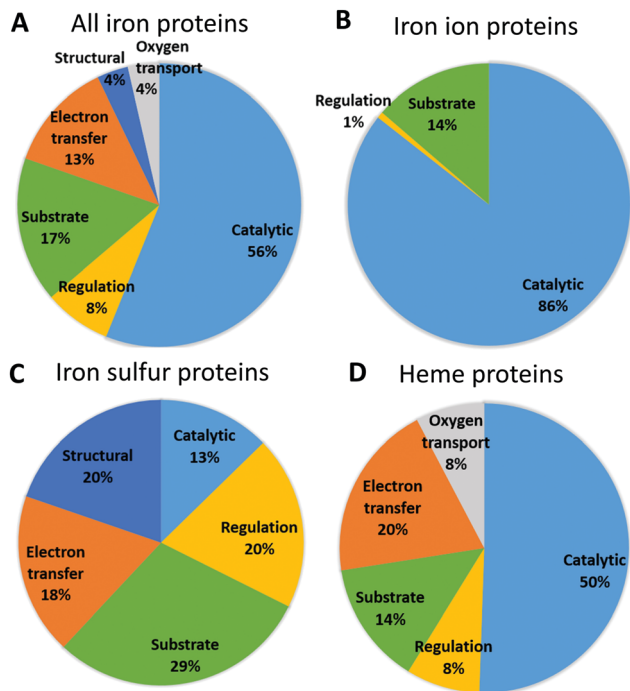 A All iron proteins
Structural
4%
Oxygen
transport
4%
Electron
transfer
13%
Substrate
17%
Regulation
8%
Catalytic
56%
B Iron ion proteins
Regulation
1%
Substrate
14%
Catalytic
86%
C Iron sulfur proteins
Structural
20%
Catalytic
13%
Regulation
20%
Electron
transfer
18%
Substrate
29%
D Heme proteins
Oxygen
transport
8%
Electron
transfer
20%
Catalytic
50%
Substrate
14%
Regulation
8%